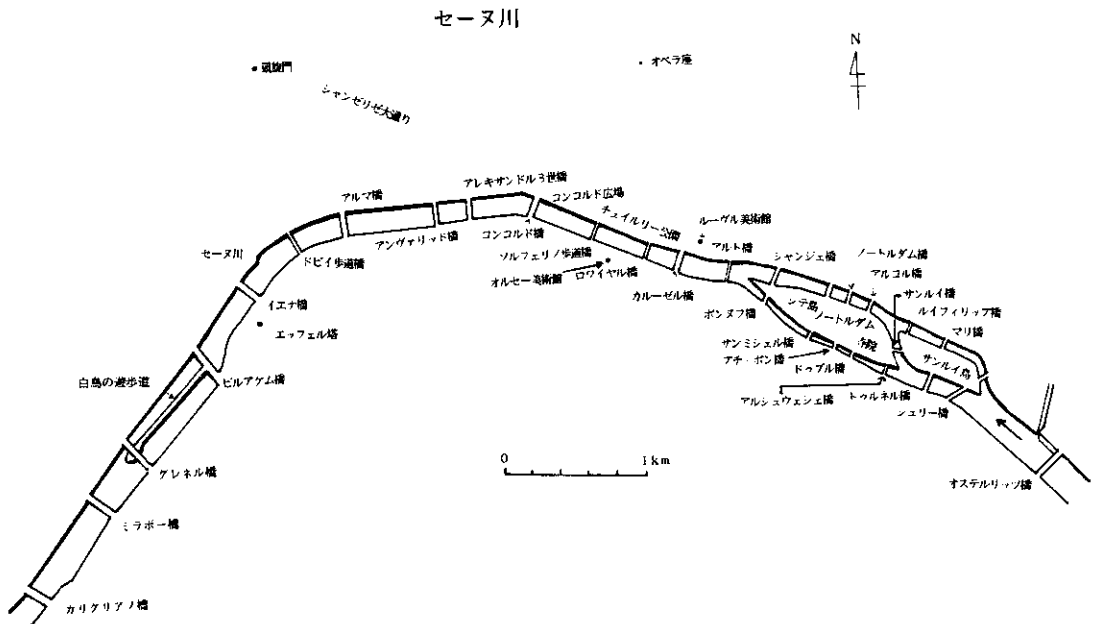 セーヌ川
凱旋門
オペラ座
N
シャンゼリゼ大通り
アレキサンドル3世橋
アルマ橋
コンコルド広場
チュイルリー公園
ルーヴル美術館
アルト橋
アンヴァリッド橋
コンコルド橋
セーヌ川
ドビイ歩道橋
ソルフェリノ歩道橋
オルセー美術館
ロワイヤル橋
シャンジェ橋
ノートルダム橋
アルコル橋
サンルイ橋
ルイフィリップ橋
マリ橋
カルーゼル橋
イエナ橋
エッフェル塔
ポンヌフ橋
シテ島
ノートルダム
寺院
サンルイ島
サンミシェル橋
プチ・ポン橋
ドゥブル橋
アルシュウェシェ橋
トゥルネル橋
シュリー橋
白鳥の遊歩道
ビルアケム橋
グレネル橋
0
1km
オステルリッツ橋
ミラボー橋
カリグリアノ橋